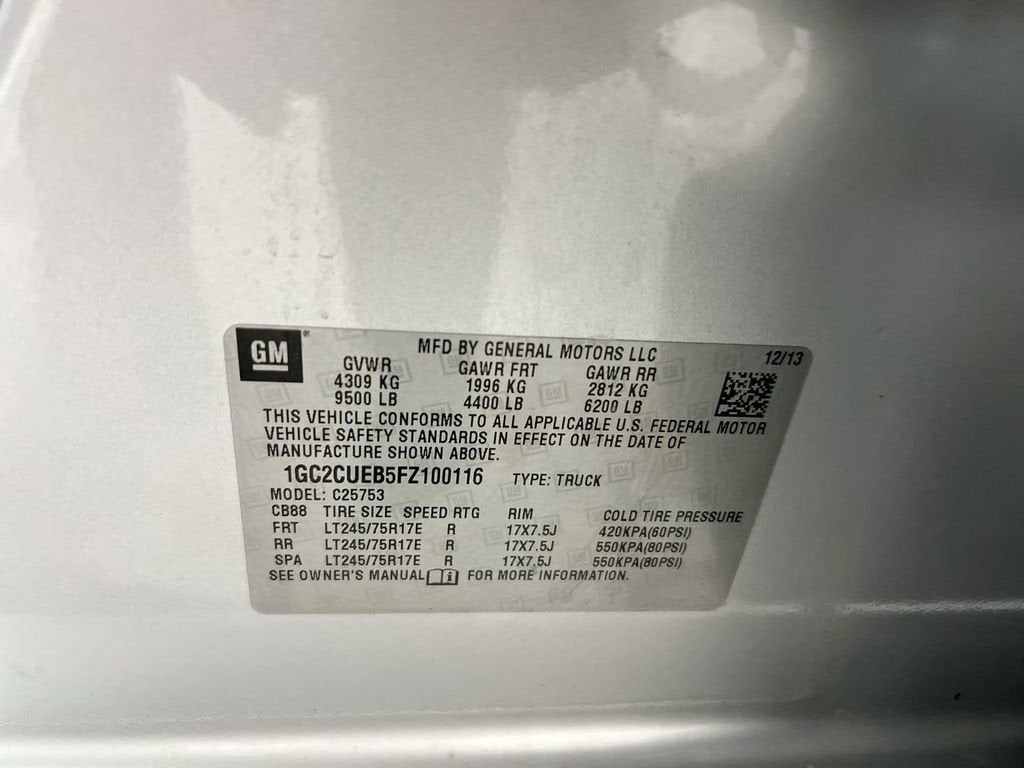 GM
MFD BY GENERAL MOTORS LLC 12/13
GVWR GAWR FRT GAWR RR
4309 KG 1996 KG 2812 KG
9500 LB 4400 LB 6200 LB
THIS VEHICLE CONFORMS TO ALL APPLICABLE U.S. FEDERAL MOTOR
VEHICLE SAFETY STANDARDS IN EFFECT ON THE DATE OF
MANUFACTURE SHOWN ABOVE.
1GC2CUEB5FZ100116 TYPE: TRUCK
MODEL: C25753
CB88 TIRE SIZE SPEED RTG RIM COLD TIRE PRESSURE
FRT LT245/75R17E R 17X7.5J 420KPA(60PSI)
RR LT245/75R17E R 17X7.5J 550KPA(80PSI)
SPA LT245/75R17E R 17X7.5J 550KPA(80PSI)
SEE OWNER'S MANUAL i FOR MORE INFORMATION.